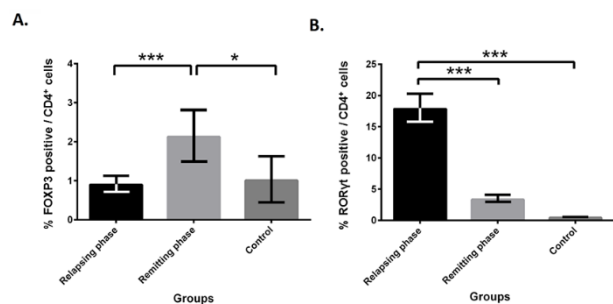 A.
***
*
% FOXP3 positive / CD4+ cells
4
3
2
1
0
Relapsing phase
Remitting phase
Control
Groups
B.
***
***
% RORγt positive / CD4+ cells
25
20
15
10
5
0
Relapsing phase
Remitting phase
Control
Groups